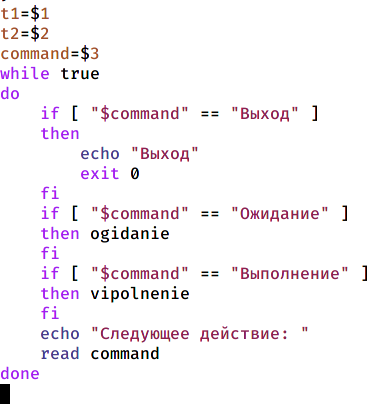 t1=$1
t2=$2
command=$3
while true
do
    if [ "$command" == "Выход" ]
    then
        echo "Выход"
        exit 0
    fi
    if [ "$command" == "Ожидание" ]
    then ogidanie
    fi
    if [ "$command" == "Выполнение" ]
    then vipolnenie
    fi
    echo "Следующее действие: "
    read command
done